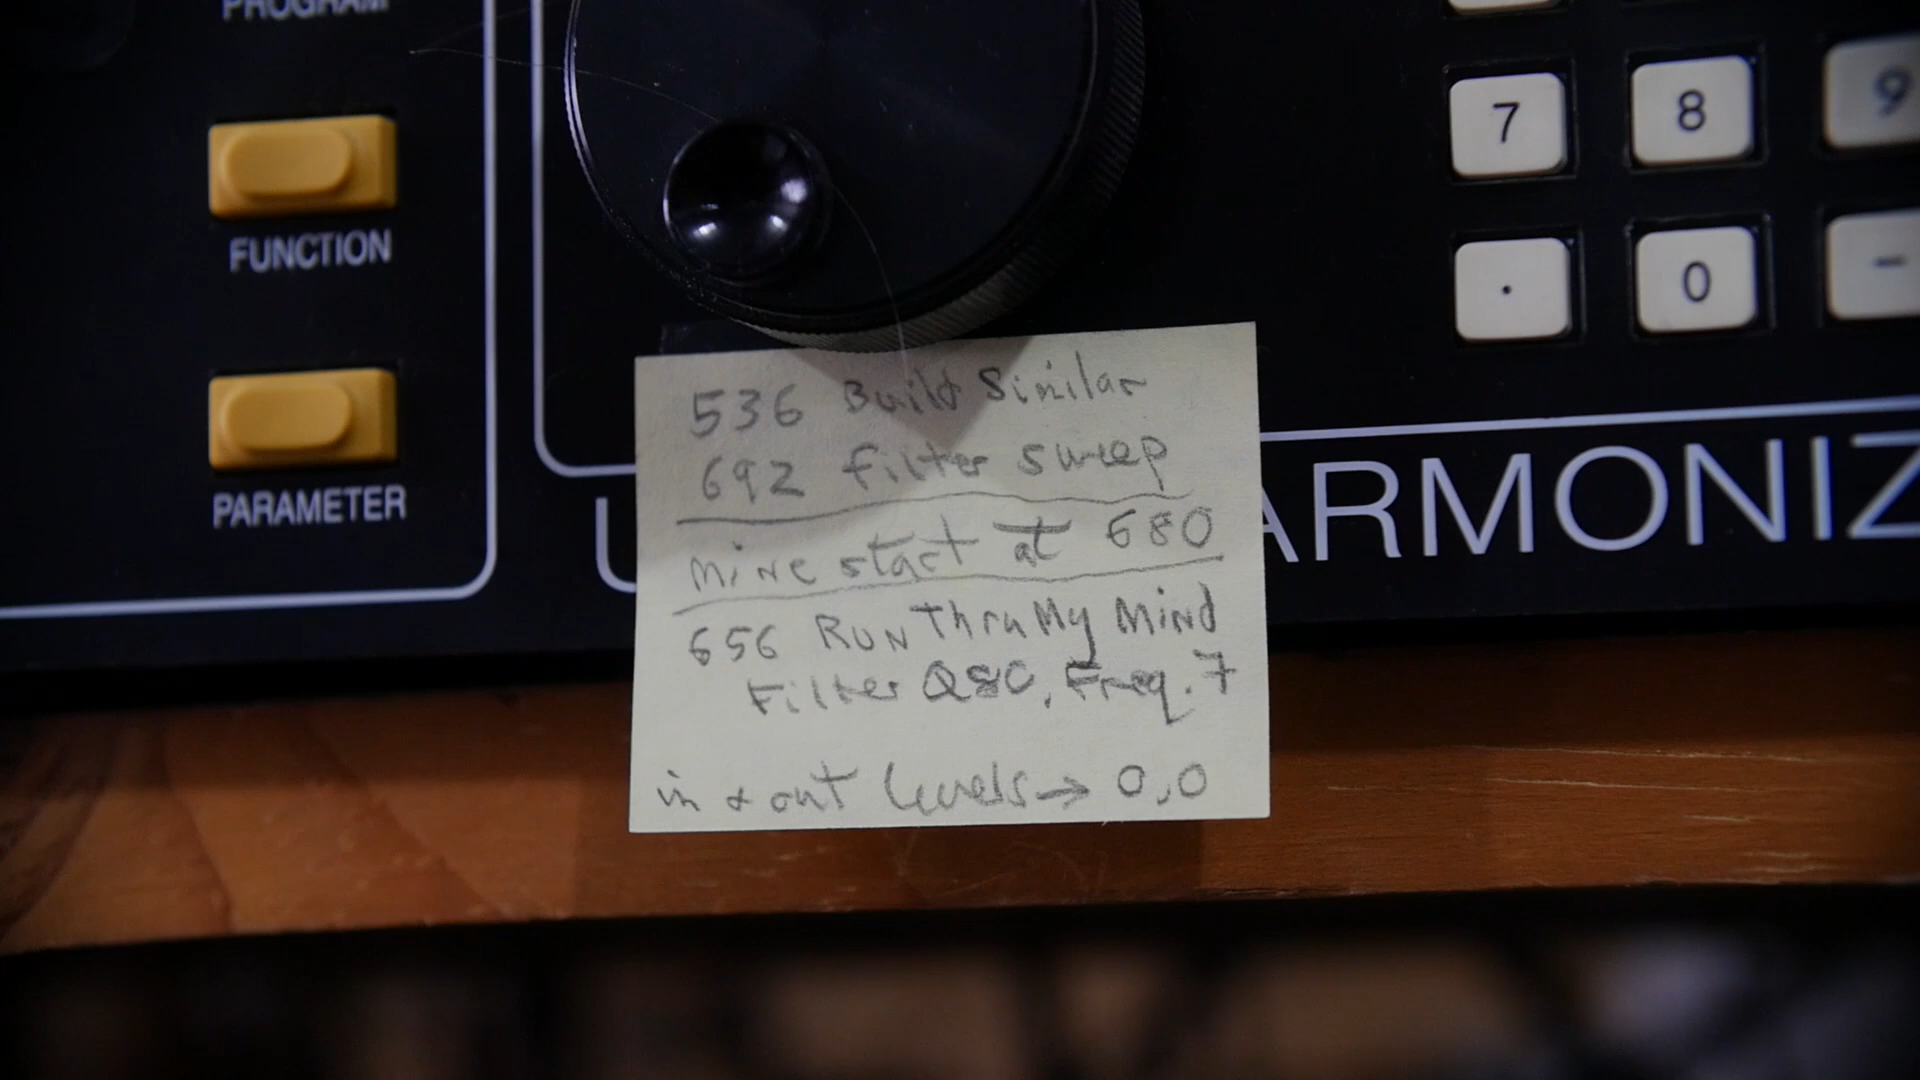 PROGRAM
FUNCTION
PARAMETER
7 8 9
. 0 -
ARMONIZ
536 Build Similar
692 filter sweep
mine start at 680
656 Run Thru My Mind
Filter Q80, Freq. 7
in & out levels → 0,0